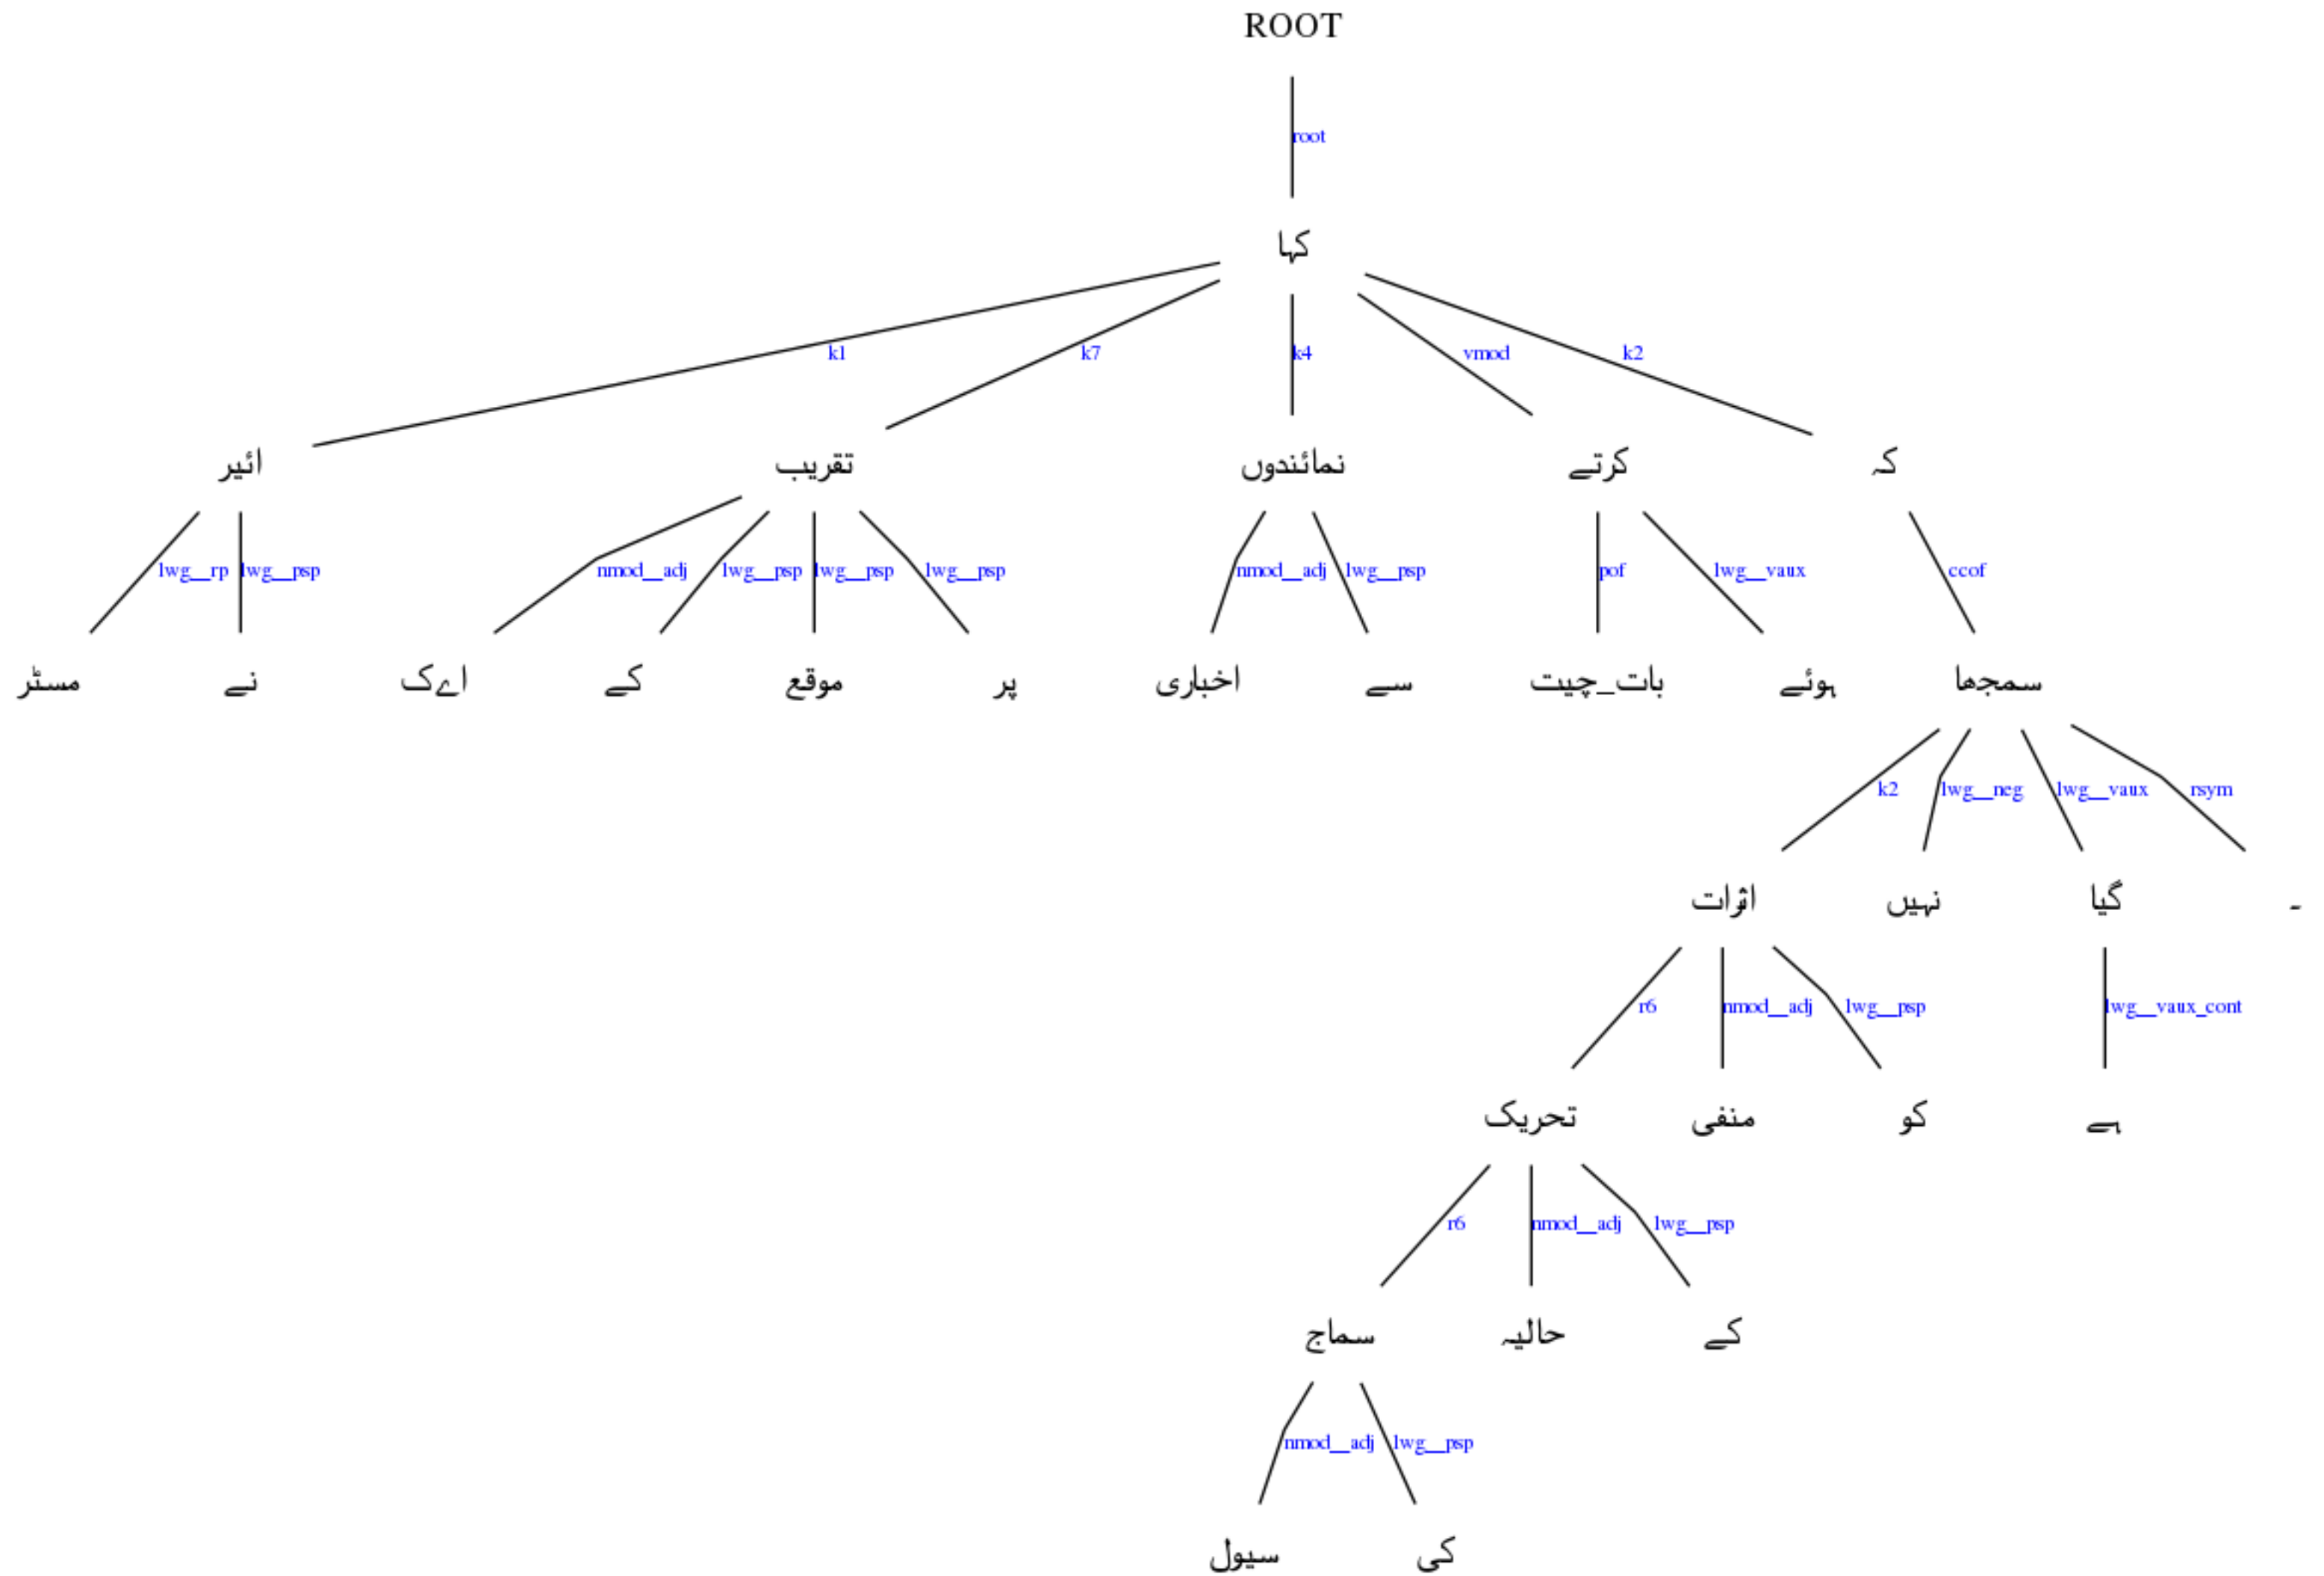 ROOT
root
کہا
k1 k7 k4 vmod k2
ائیر تقریب نمائندوں کرتے کہ
lwg__rp lwg__psp nmod__adj lwg__psp lwg__psp lwg__psp nmod__adj lwg__psp pof lwg__vaux ccof
مسٹر نے اےک کے موقع پر اخباری سے بات_چیت ہوئے سمجھا
k2 lwg__neg lwg__vaux rsym
اثرات نہیں گیا ۔
r6 nmod__adj lwg__psp lwg__vaux_cont
تحریک منفی کو ہے
r6 nmod__adj lwg__psp
سماج حالیہ کے
nmod__adj lwg__psp
سیول کی